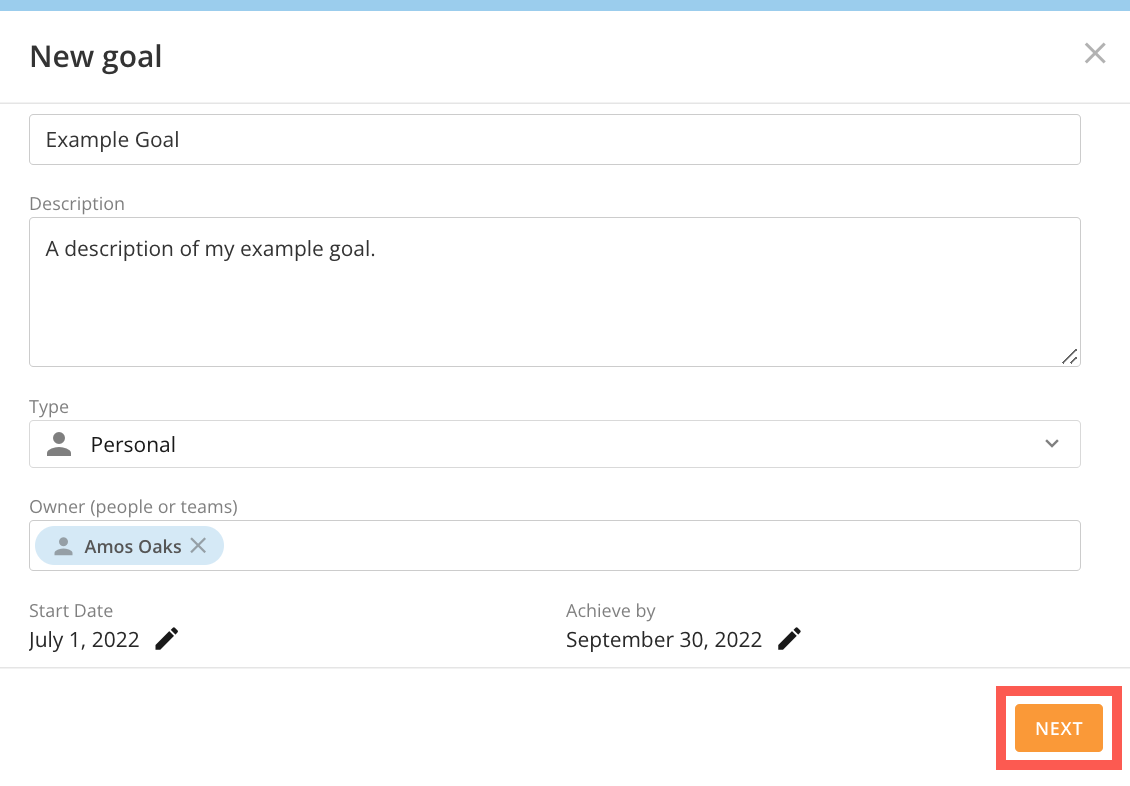 New goal
Example Goal
Description
A description of my example goal.
Type
Personal
Owner (people or teams)
Amos Oaks
Start Date
Achieve by
July 1, 2022
September 30, 2022
NEXT